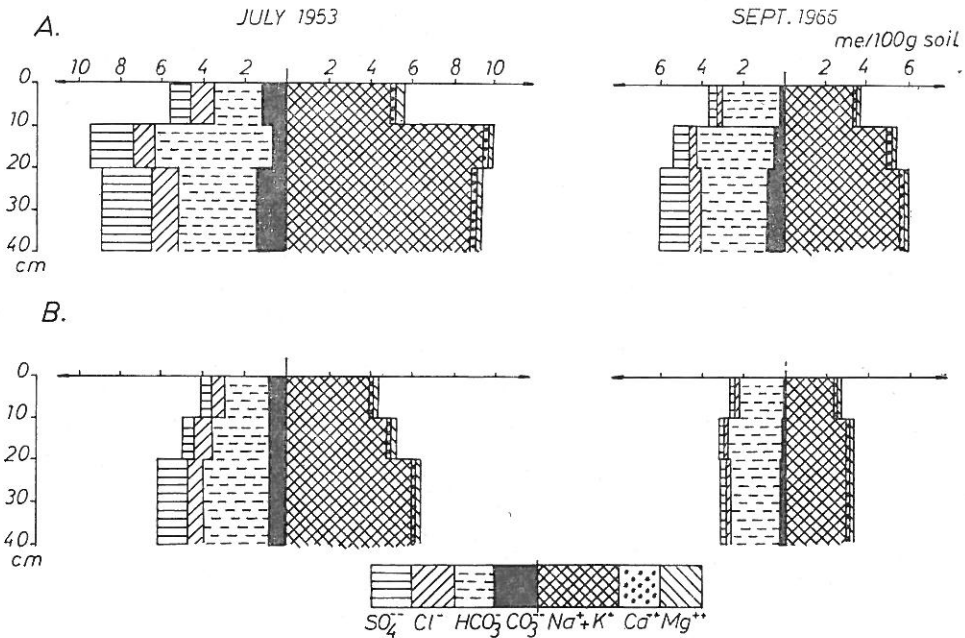 A.
JULY 1953
SEPT. 1966
me/100g soil
10 8 6 4 2 2 4 6 8 10
6 4 2 2 4 6
0
10
20
30
40
cm
B.
0
10
20
30
40
cm
SO₄⁻⁻ Cl⁻ HCO₃⁻ CO₃⁻⁻ Na⁺+K⁺ Ca⁺⁺ Mg⁺⁺